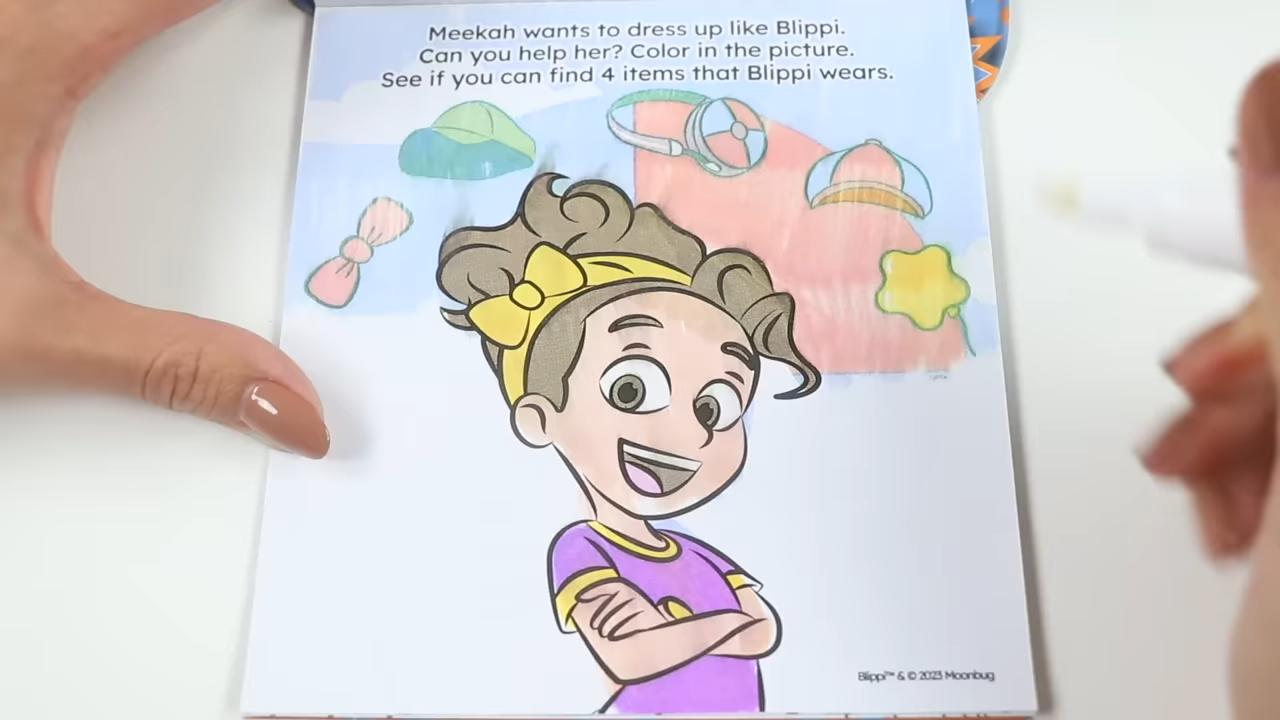 Meekah wants to dress up like Blippi.
Can you help her? Color in the picture.
See if you can find 4 items that Blippi wears.
Blippi™ & © 2023 Moonbug